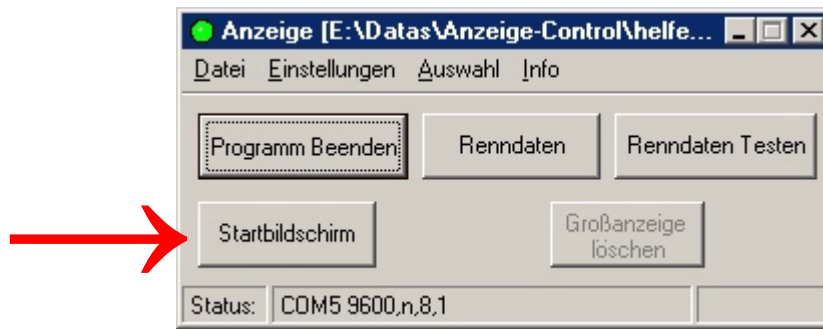 Anzeige [E:\Datas\Anzeige-Control\helfe...
Datei Einstellungen Auswahl Info
Programm Beenden Renndaten Renndaten Testen
Startbildschirm Großanzeige
löschen
Status: COM5 9600,n,8,1